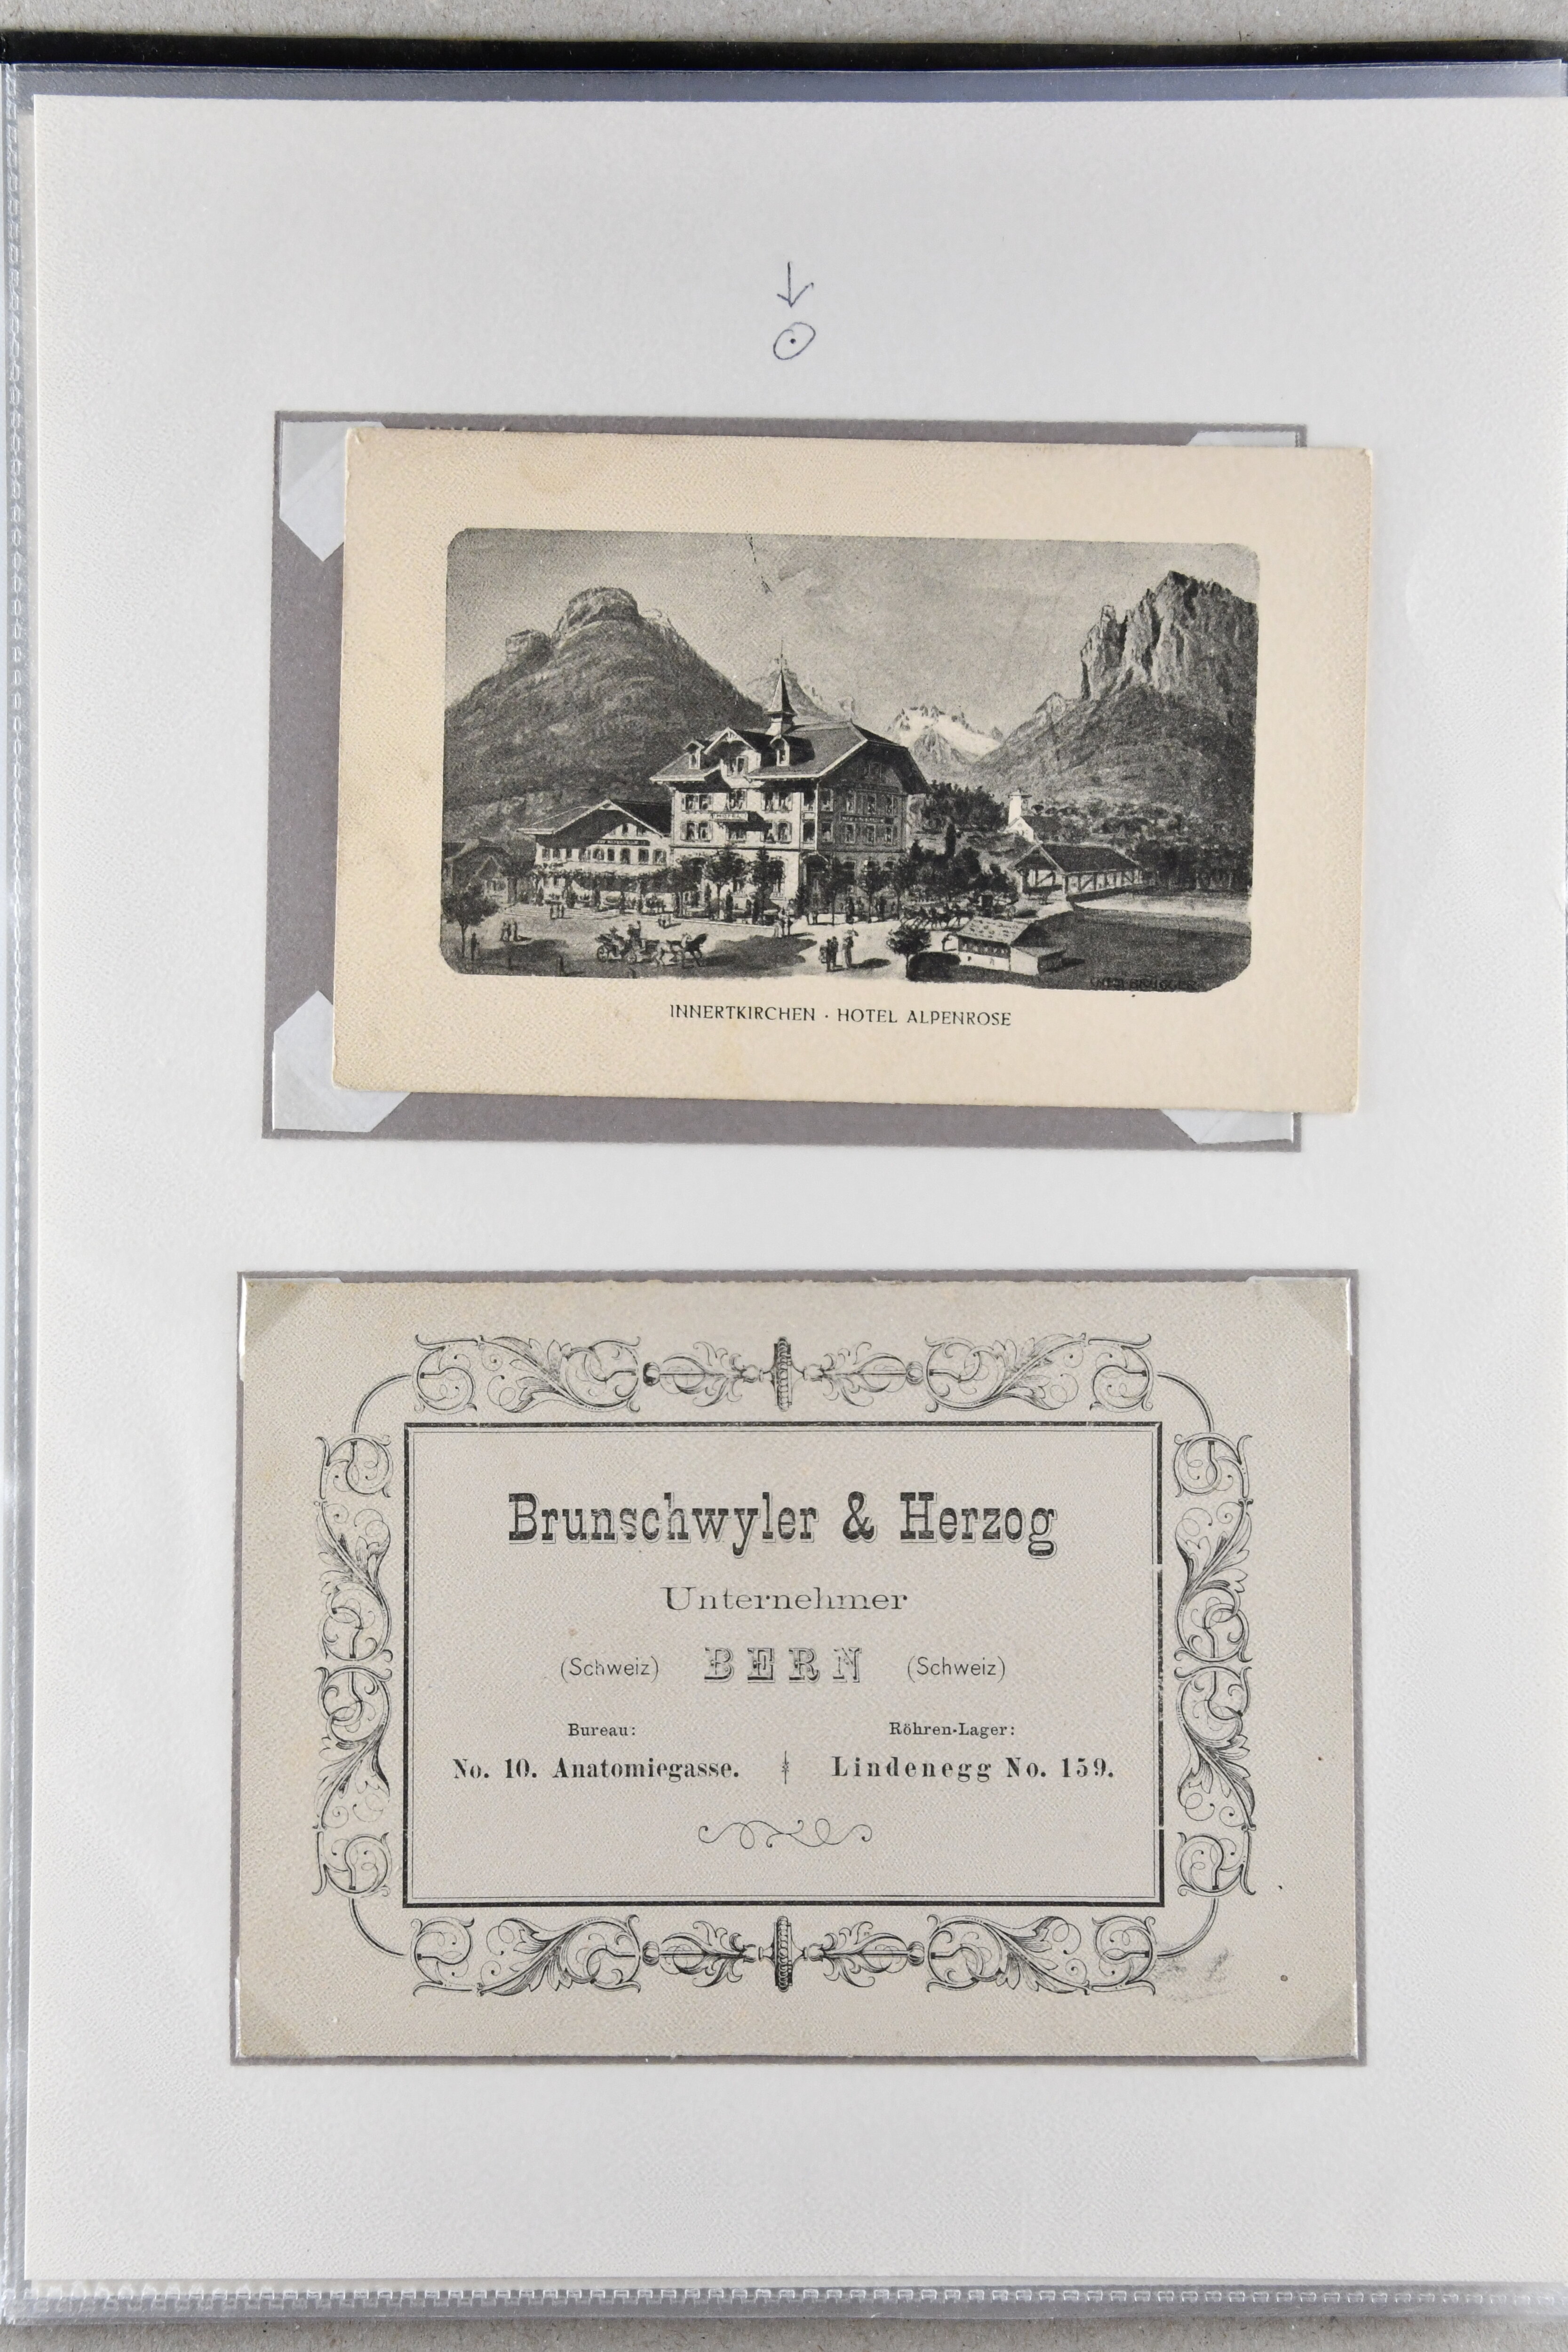 INNERTKIRCHEN · HOTEL ALPENROSE
Brunschwyler & Herzog
Unternehmer
(Schweiz) BERN (Schweiz)
Bureau: Röhren-Lager:
No. 10. Anatomiegasse. Lindenegg No. 159.